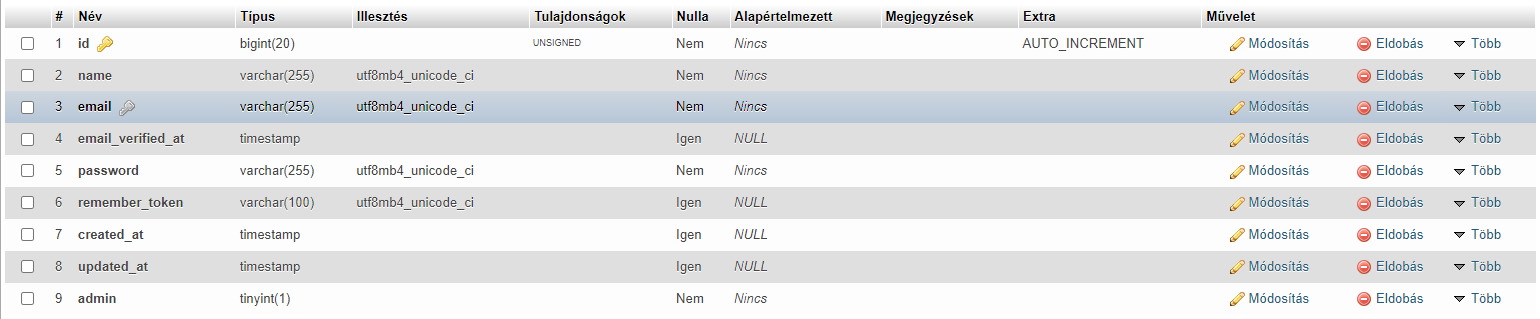 # Név Típus Illesztés Tulajdonságok Nulla Alapértelmezett Megjegyzések Extra Művelet
1 id bigint(20) UNSIGNED Nem Nincs AUTO_INCREMENT Módosítás Eldobás Több
2 name varchar(255) utf8mb4_unicode_ci Nem Nincs Módosítás Eldobás Több
3 email varchar(255) utf8mb4_unicode_ci Nem Nincs Módosítás Eldobás Több
4 email_verified_at timestamp Igen NULL Módosítás Eldobás Több
5 password varchar(255) utf8mb4_unicode_ci Nem Nincs Módosítás Eldobás Több
6 remember_token varchar(100) utf8mb4_unicode_ci Igen NULL Módosítás Eldobás Több
7 created_at timestamp Igen NULL Módosítás Eldobás Több
8 updated_at timestamp Igen NULL Módosítás Eldobás Több
9 admin tinyint(1) Nem Nincs Módosítás Eldobás Több